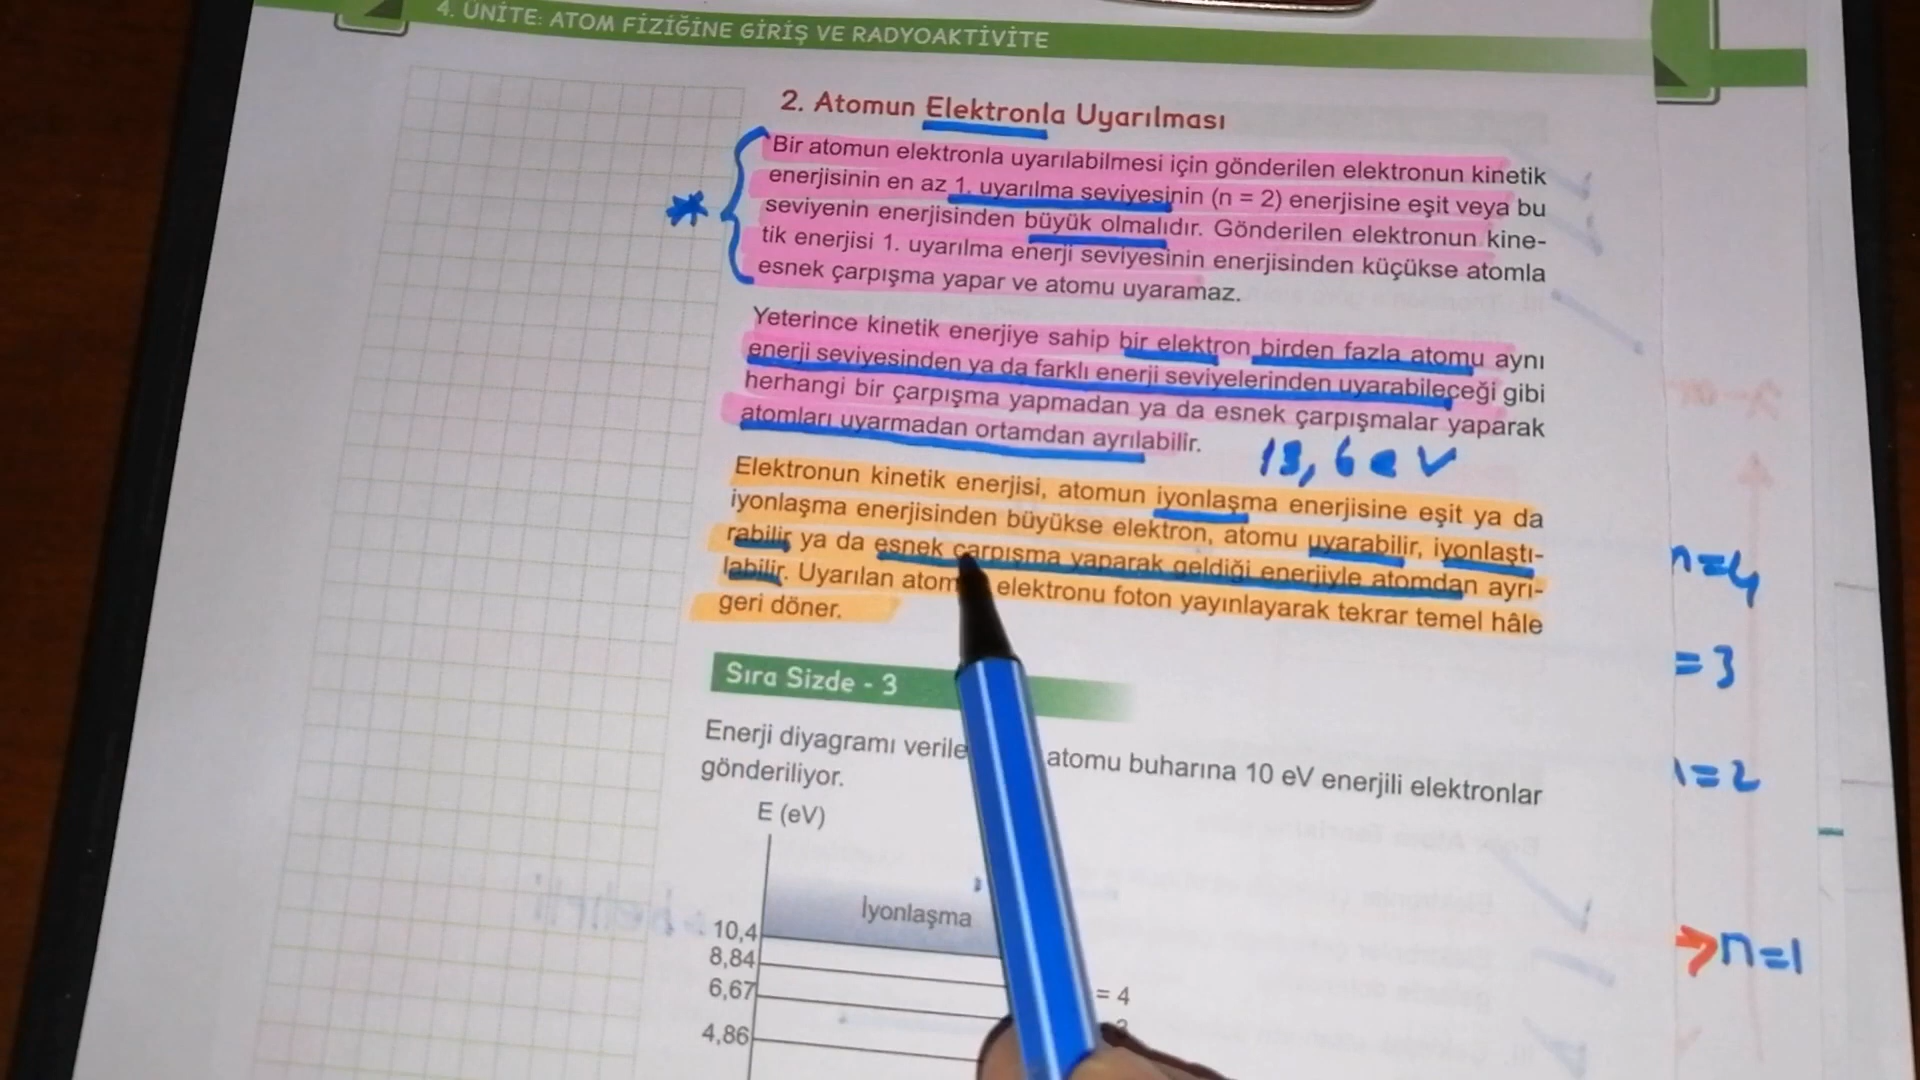 4. ÜNİTE: ATOM FİZİĞİNE GİRİŞ VE RADYOAKTİVİTE
2. Atomun Elektronla Uyarılması
Bir atomun elektronla uyarılabilmesi için gönderilen elektronun kinetik
enerjisinin en az 1. uyarılma seviyesinin (n = 2) enerjisine eşit veya bu
seviyenin enerjisinden büyük olmalıdır. Gönderilen elektronun kine-
tik enerjisi 1. uyarılma enerji seviyesinin enerjisinden küçükse atomla
esnek çarpışma yapar ve atomu uyaramaz.
Yeterince kinetik enerjiye sahip bir elektron birden fazla atomu aynı
enerji seviyesinden ya da farklı enerji seviyelerinden uyarabileceği gibi
herhangi bir çarpışma yapmadan ya da esnek çarpışmalar yaparak
atomları uyarmadan ortamdan ayrılabilir.
13,6 eV
Elektronun kinetik enerjisi, atomun iyonlaşma enerjisine eşit ya da
iyonlaşma enerjisinden büyükse elektron, atomu uyarabilir, iyonlaştı-
rabilir ya da esnek çarpışma yaparak geldiği enerjiyle atomdan ayrı-
labilir. Uyarılan atom elektronu foton yayınlayarak tekrar temel hâle
geri döner.
n=4
=3
=2
n=1
Sıra Sizde - 3
Enerji diyagramı verile atomu buharına 10 eV enerjili elektronlar
gönderiliyor.
E (eV)
İyonlaşma
10,4
8,84
6,67 = 4
4,86